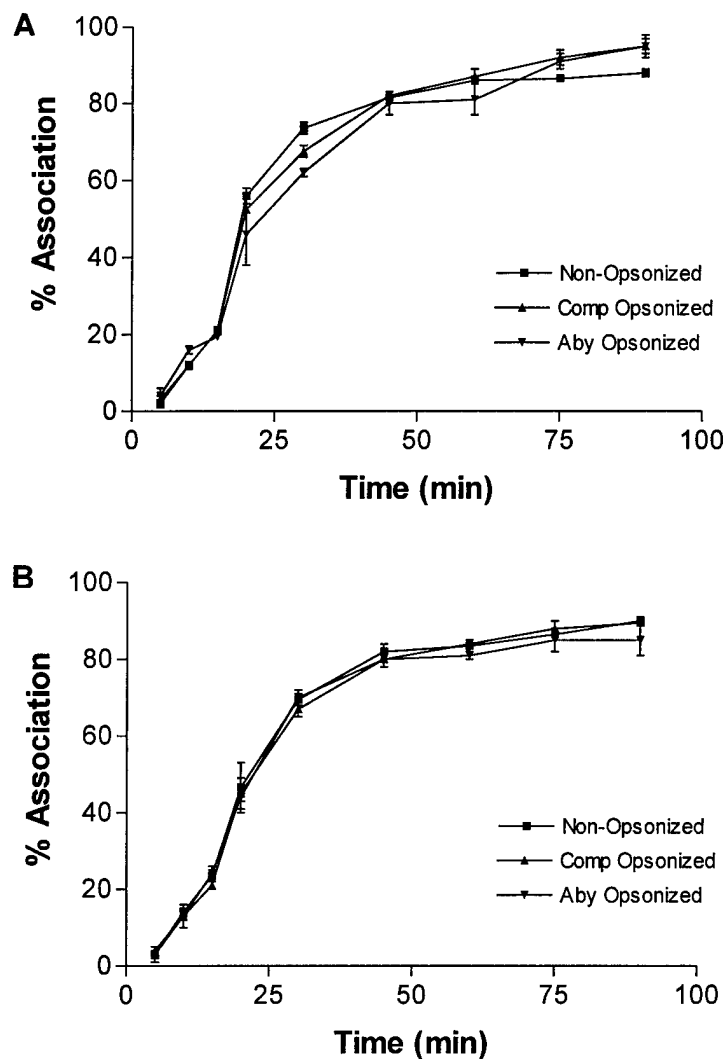 A
100
80
60
40
20
0
% Association
Non-Opsonized
Comp Opsonized
Aby Opsonized
0 25 50 75 100
Time (min)
B
100
80
60
40
20
0
% Association
Non-Opsonized
Comp Opsonized
Aby Opsonized
0 25 50 75 100
Time (min)